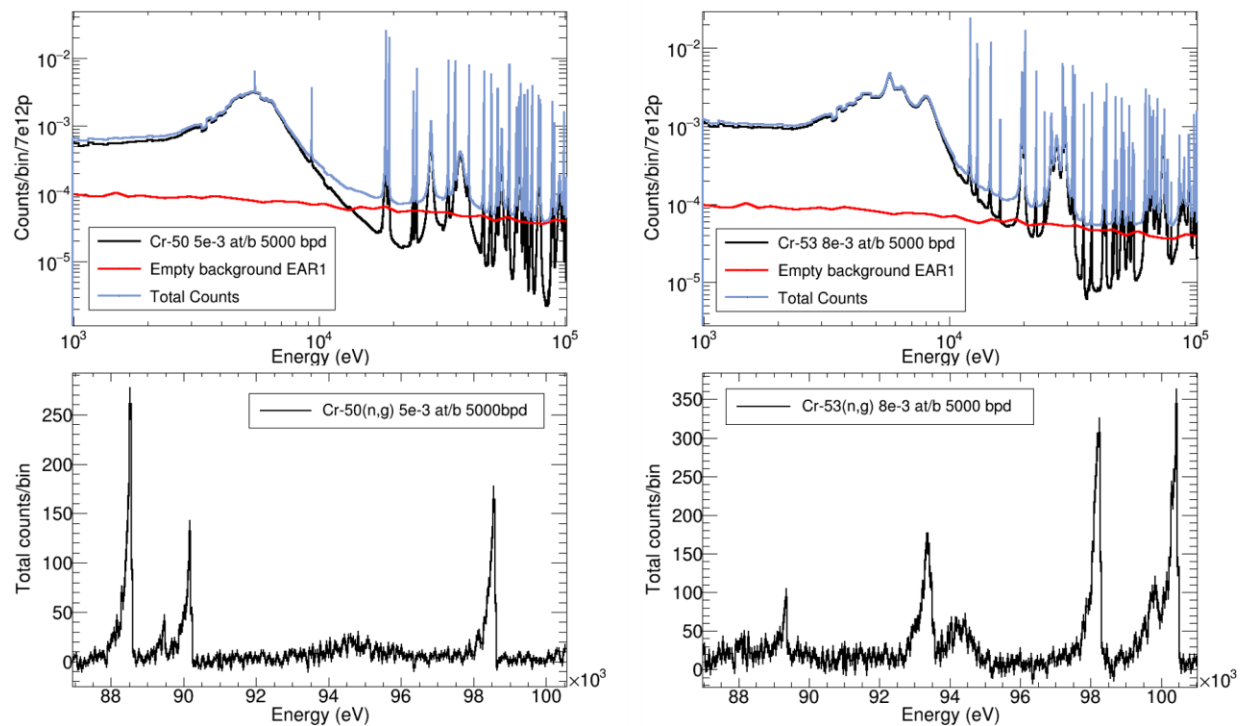 Counts/bin/7e12p
10⁻²
10⁻³
10⁻⁴
10⁻⁵
Cr-50 5e-3 at/b 5000 bpd
Empty background EAR1
Total Counts
10³ 10⁴ 10⁵
Energy (eV)
Counts/bin/7e12p
10⁻²
10⁻³
10⁻⁴
10⁻⁵
Cr-53 8e-3 at/b 5000 bpd
Empty background EAR1
Total Counts
10³ 10⁴ 10⁵
Energy (eV)
Total counts/bin
250
200
150
100
50
0
Cr-50(n,g) 5e-3 at/b 5000bpd
88 90 92 94 96 98 100 ×10³
Energy (eV)
Total counts/bin
350
300
250
200
150
100
50
0
Cr-53(n,g) 8e-3 at/b 5000 bpd
88 90 92 94 96 98 100 ×10³
Energy (eV)